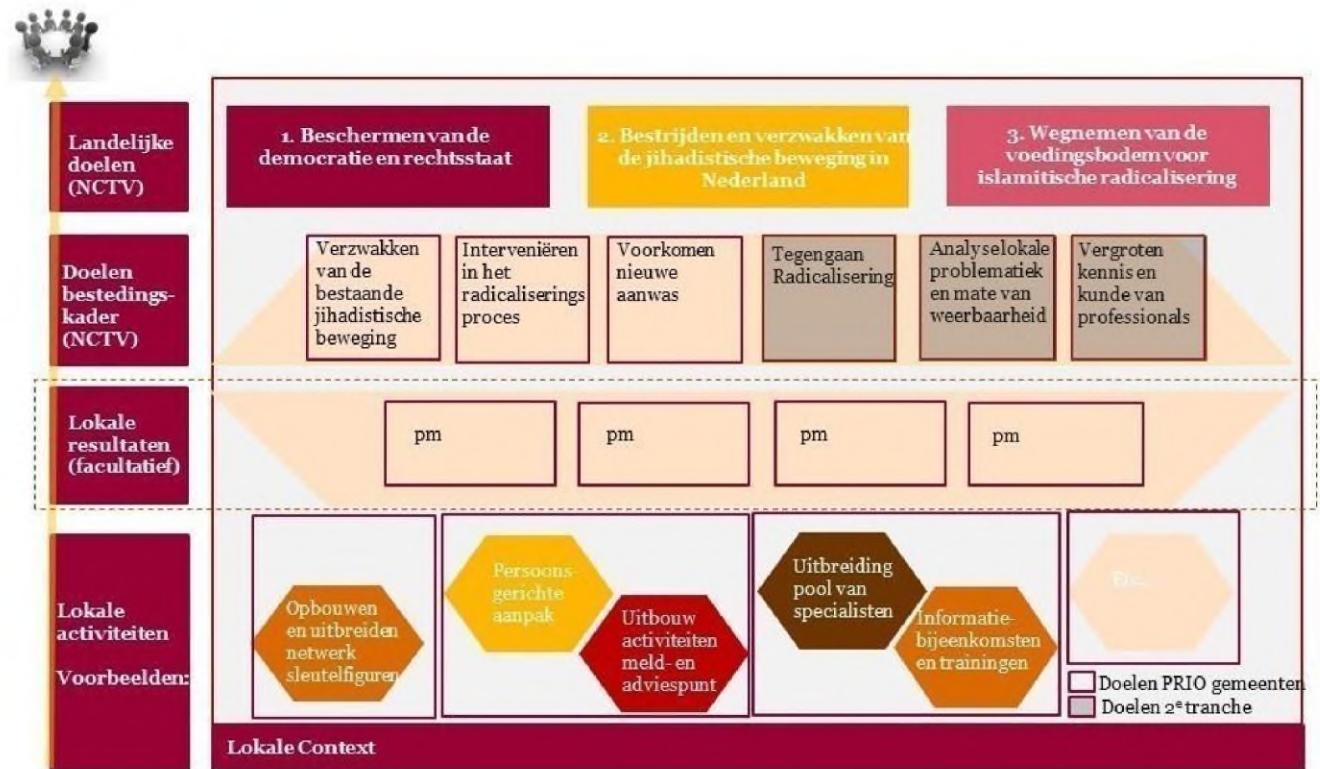 Landelijke
doelen
(NCTV)
1. Beschermen van de
democratie en rechtsstaat
2. Bestrijden en verzwakken van
de jihadistische beweging in
Nederland
3. Wegnemen van de
voedingsbodem voor
islamitische radicalisering
Doelen
bestedings-
kader
(NCTV)
Verzwakken
van de
bestaande
jihadistische
beweging
Interveniëren
in het
radicaliserings
proces
Voorkomen
nieuwe
aanwas
Tegengaan
Radicalisering
Analyselokale
problematiek
en mate van
weerbaarheid
Vergroten
kennis en
kunde van
professionals
Lokale
resultaten
(facultatief)
pm
pm
pm
pm
Lokale
activiteiten
Voorbeelden:
Opbouwen
en uitbreiden
netwerk
sleutelfiguren
Persoons-
gerichte
aanpak
Uitbouw
activiteiten
meld- en
adviespunt
Uitbreiding
pool van
specialisten
Informatie-
bijeenkomsten
en trainingen
Etc.
Doelen PRIO gemeenten
Doelen 2e tranche
Lokale Context